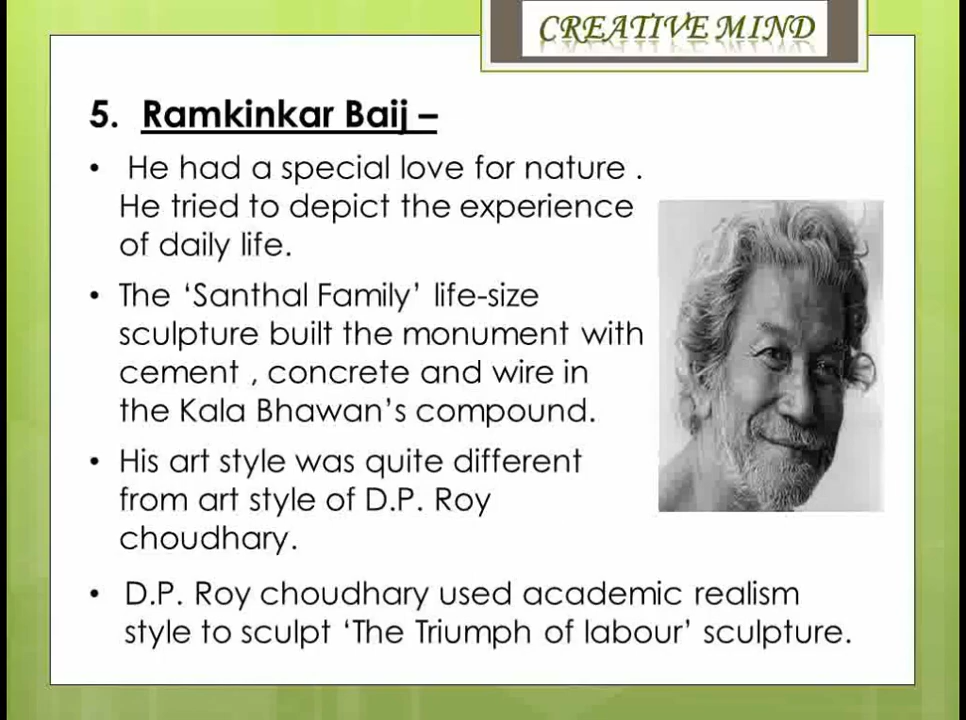 CREATIVE MIND
5. Ramkinkar Baij –
• He had a special love for nature .
He tried to depict the experience
of daily life.
• The ‘Santhal Family’ life-size
sculpture built the monument with
cement , concrete and wire in
the Kala Bhawan’s compound.
• His art style was quite different
from art style of D.P. Roy
choudhary.
• D.P. Roy choudhary used academic realism
style to sculpt ‘The Triumph of labour’ sculpture.